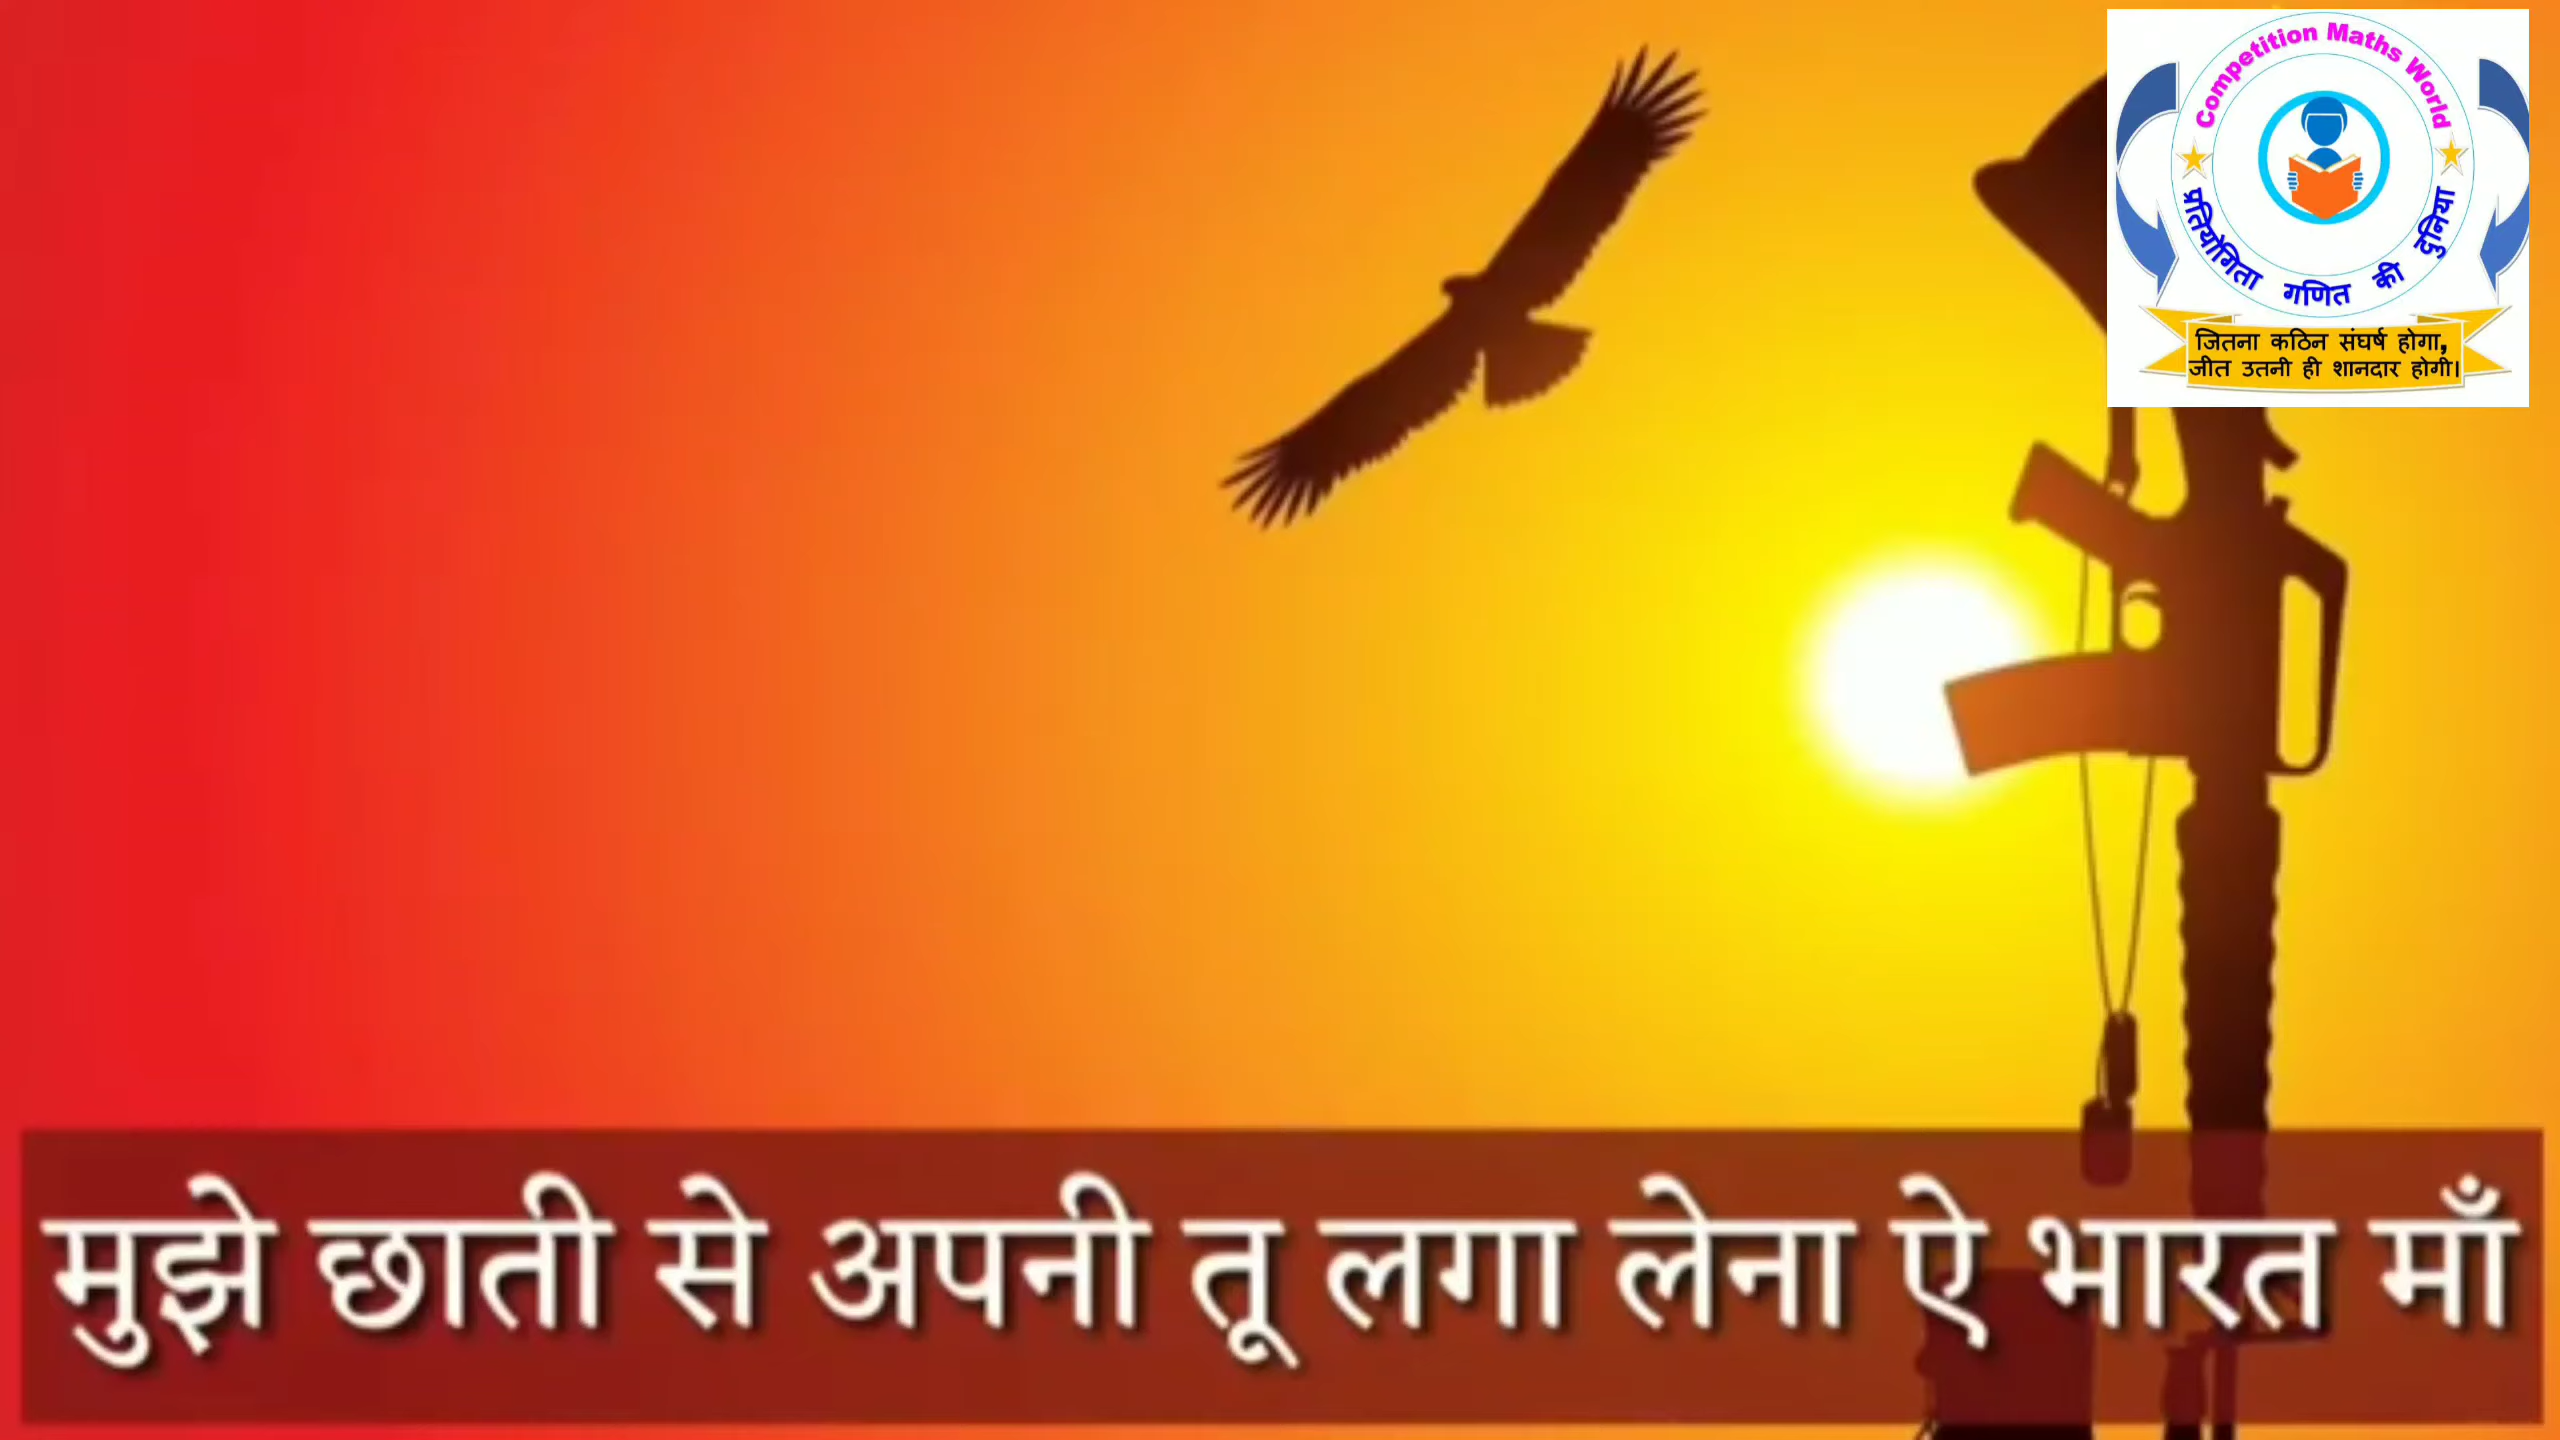 Competition Maths World
प्रतियोगिता गणित की दुनिया
जितना कठिन संघर्ष होगा,
जीत उतनी ही शानदार होगी।
मुझे छाती से अपनी तू लगा लेना ऐ भारत माँ